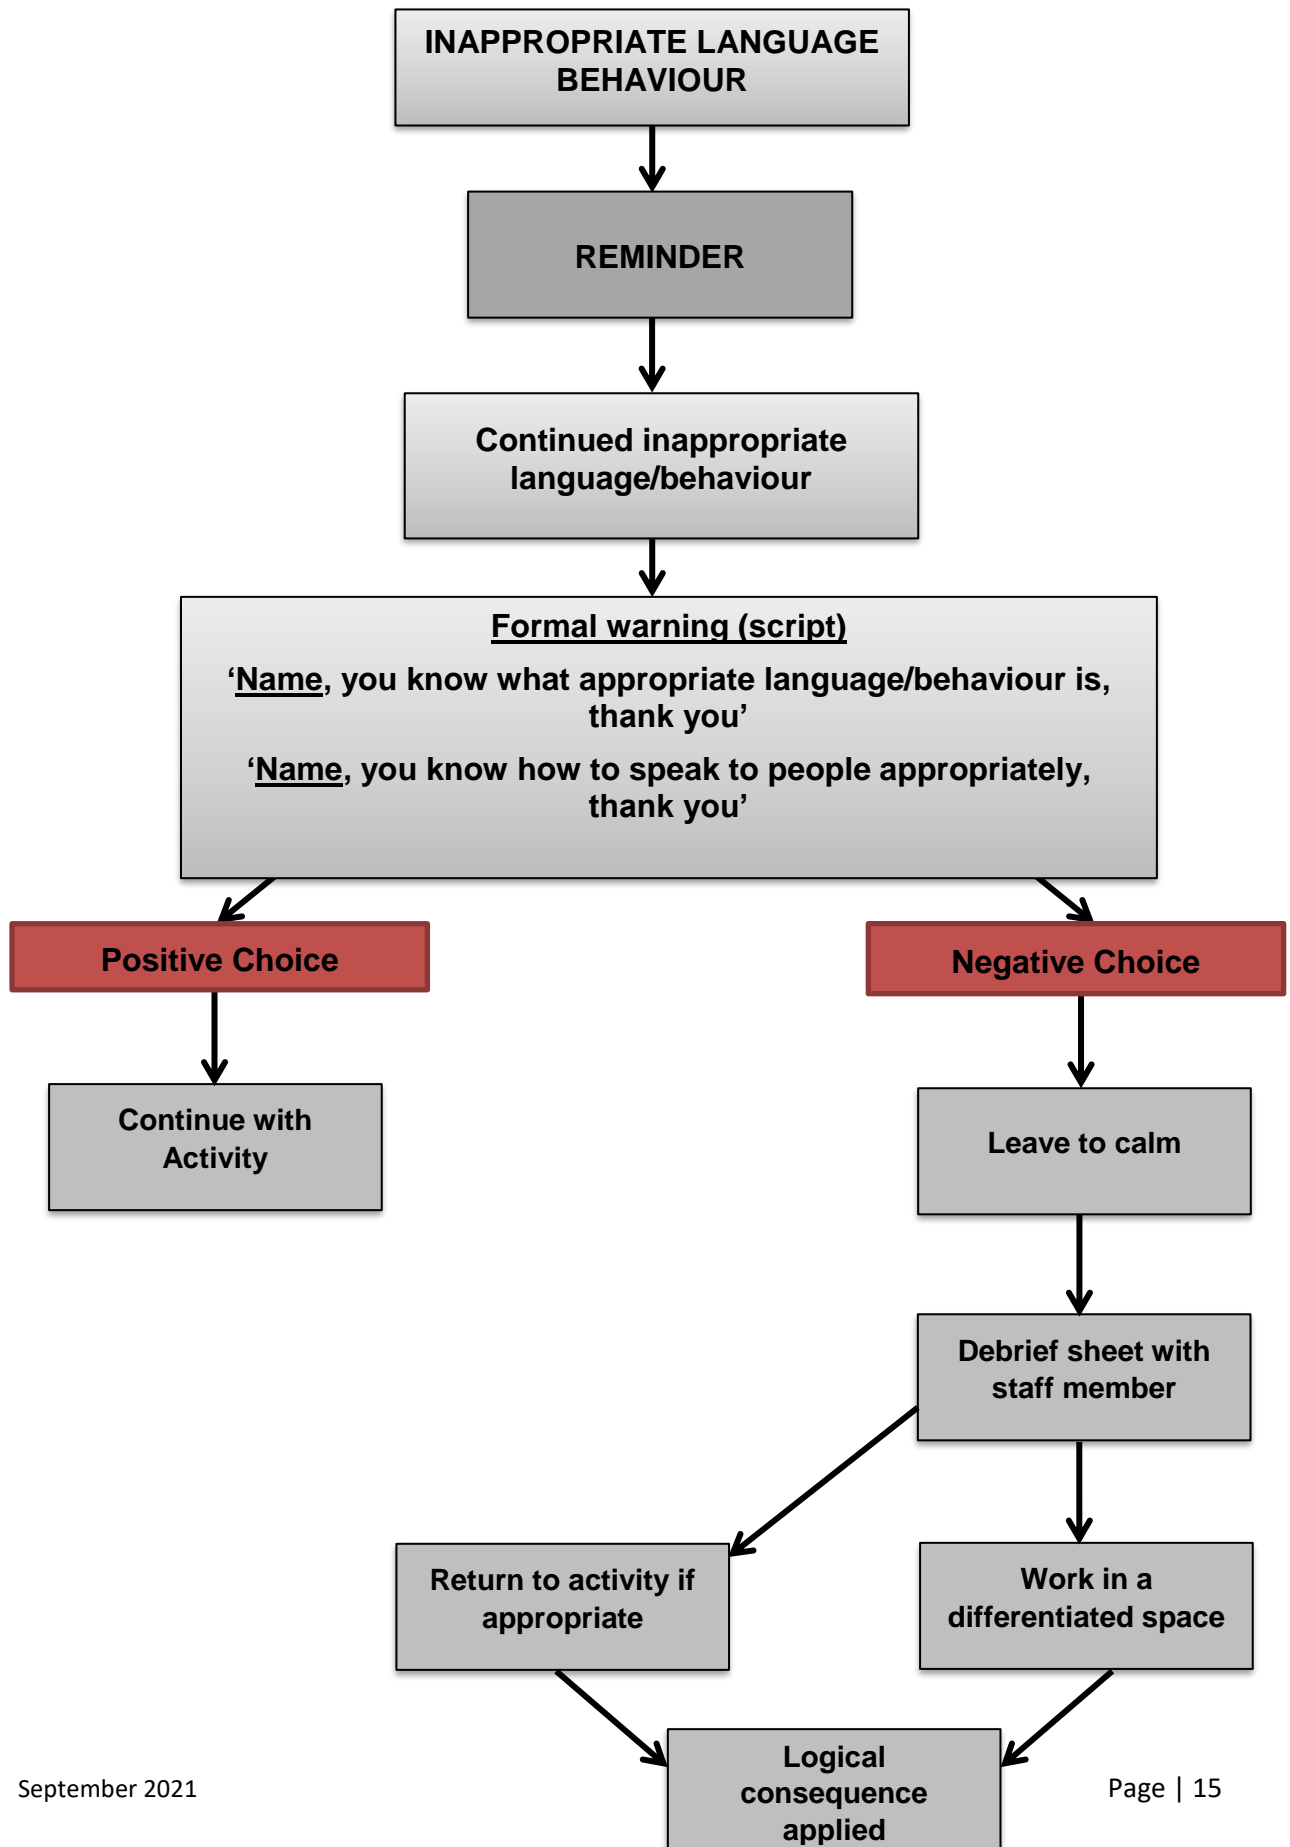 INAPPROPRIATE LANGUAGE
BEHAVIOUR
REMINDER
Continued inappropriate
language/behaviour
Formal warning (script)
‘Name, you know what appropriate language/behaviour is,
thank you’
‘Name, you know how to speak to people appropriately,
thank you’
Positive Choice
Negative Choice
Continue with
Activity
Leave to calm
Debrief sheet with
staff member
Return to activity if
appropriate
Work in a
differentiated space
Logical
consequence
applied
September 2021
Page | 15